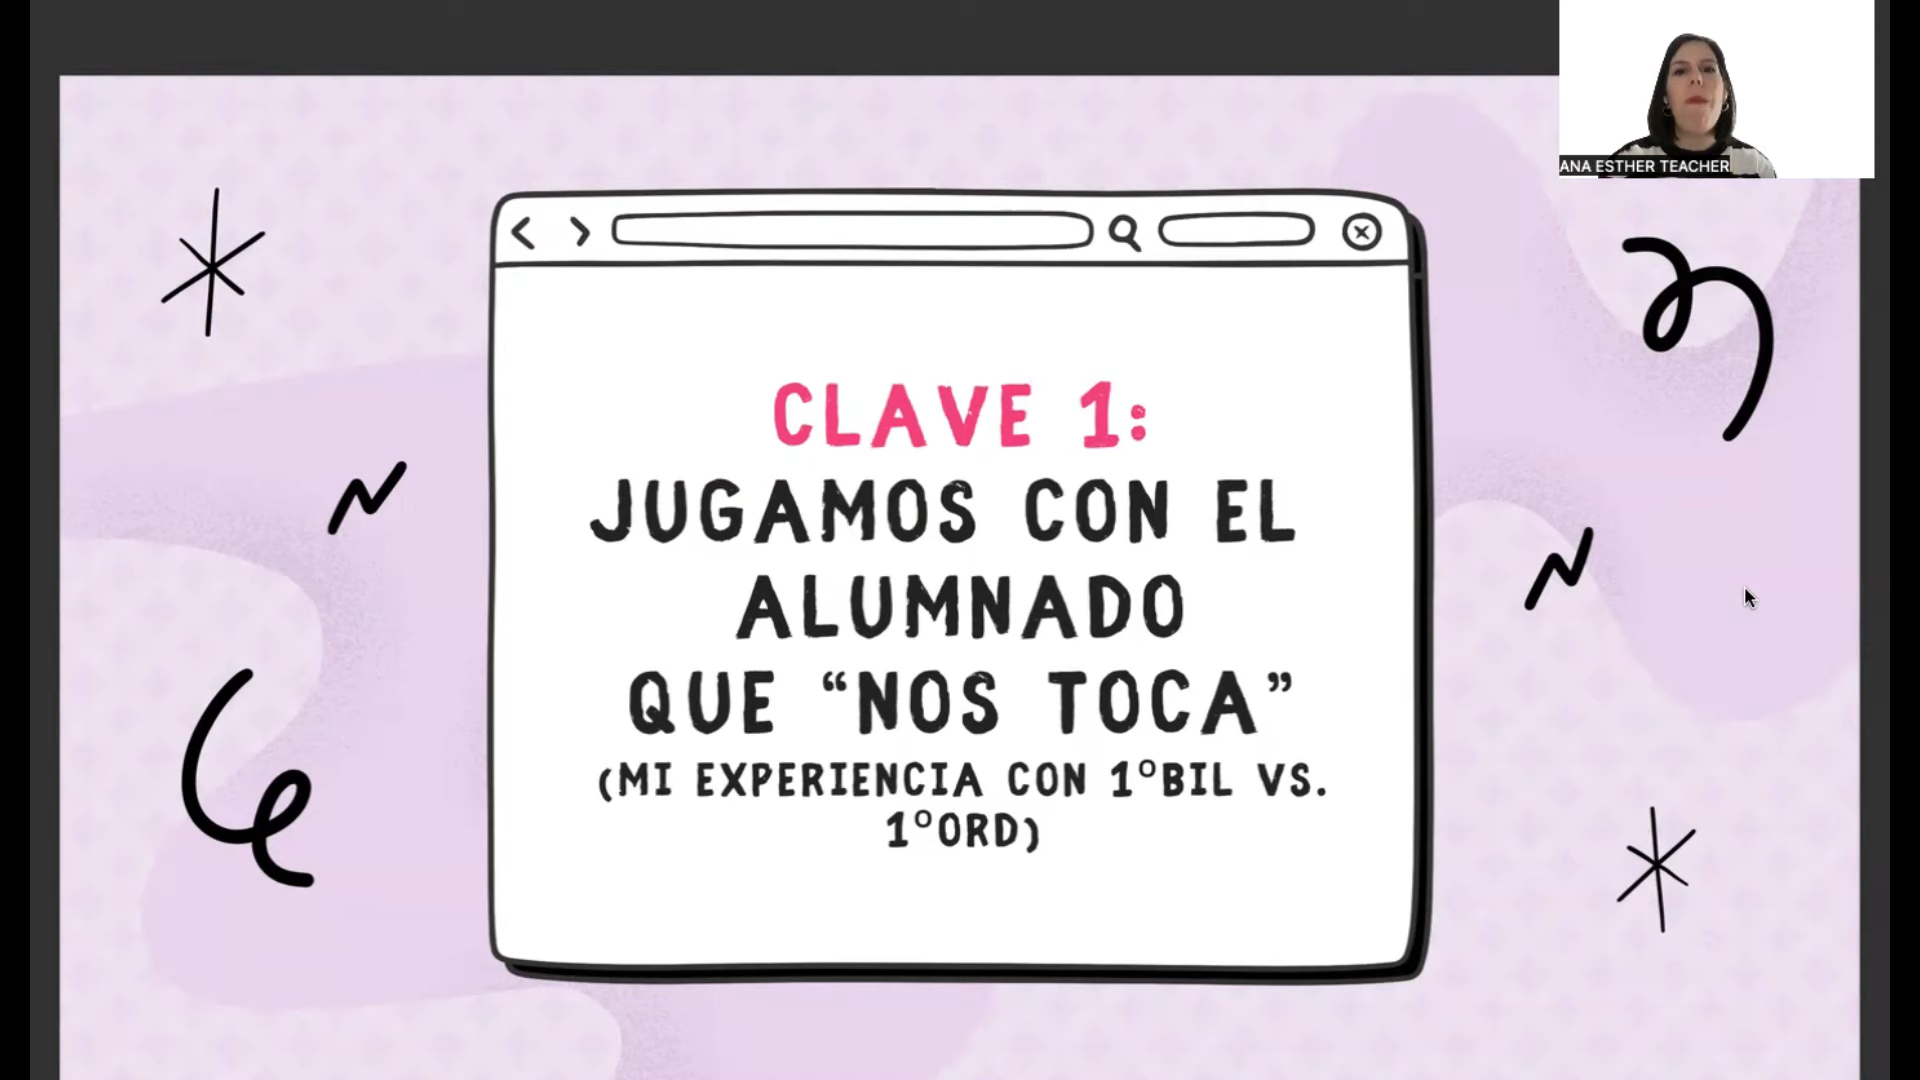 ANA ESTHER TEACHER
CLAVE 1:
JUGAMOS CON EL
ALUMNADO
QUE “NOS TOCA”
(MI EXPERIENCIA CON 1ºBIL VS.
1ºORD)